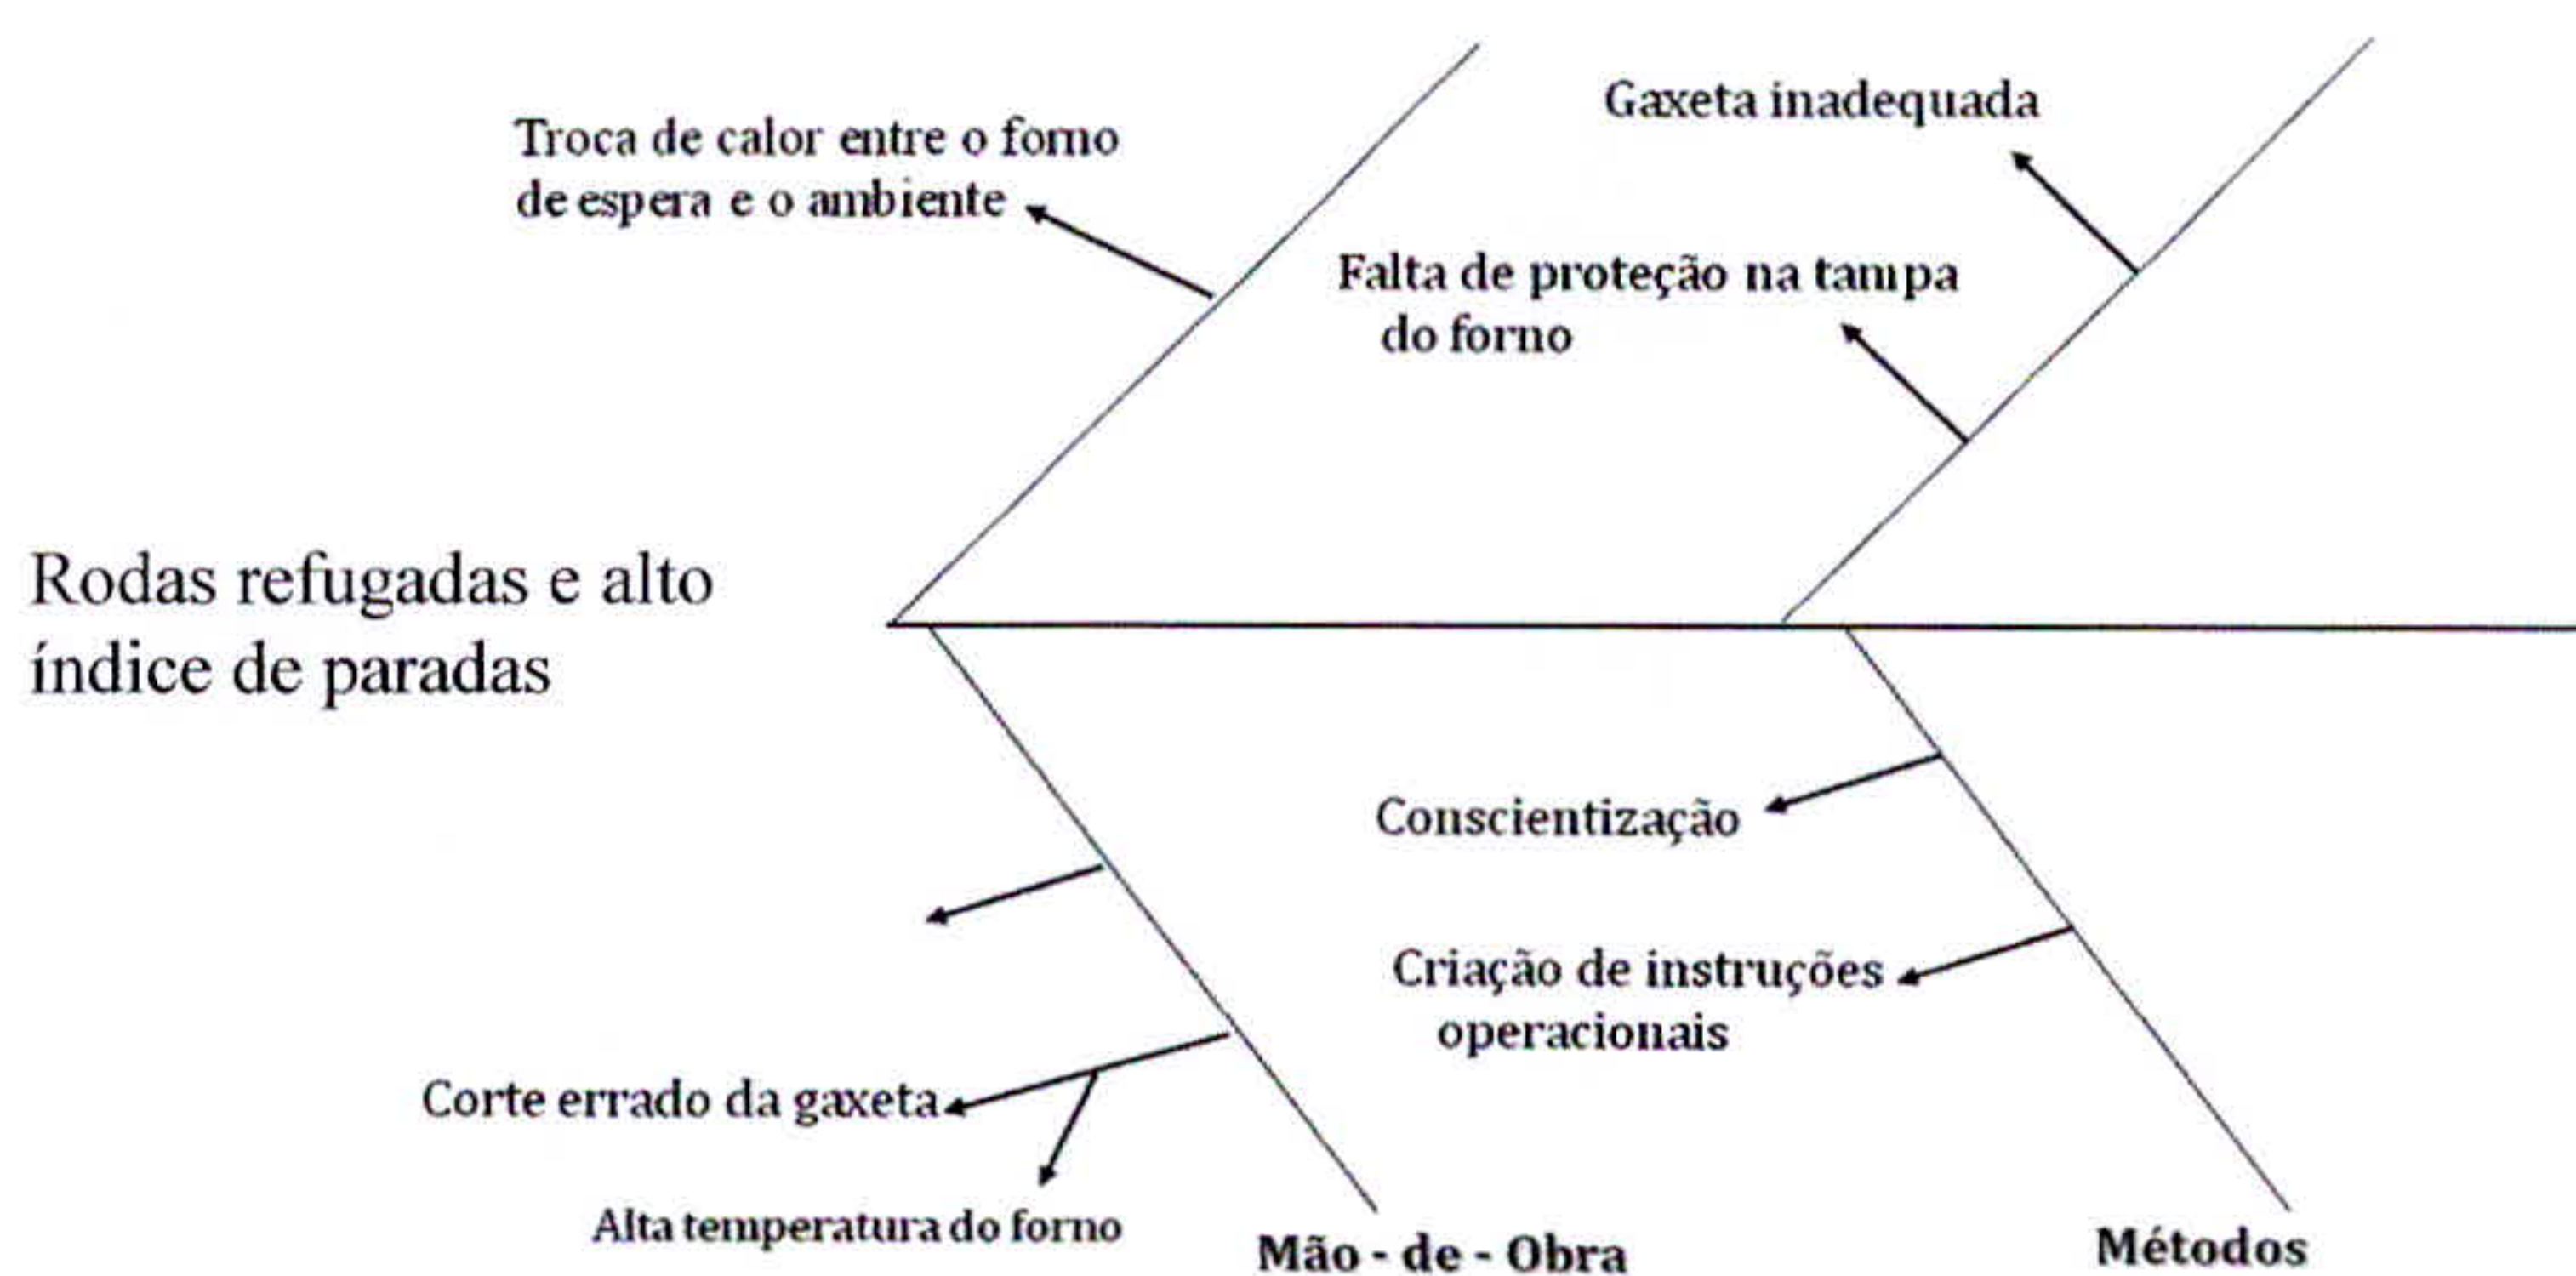 Gaxeta inadequada
Troca de calor entre o forno
de espera e o ambiente
Falta de proteção na tampa
do forno
Rodas refugadas e alto
índice de paradas
Conscientização
Criação de instruções
operacionais
Corte errado da gaxeta
Alta temperatura do forno
Mão - de - Obra
Métodos